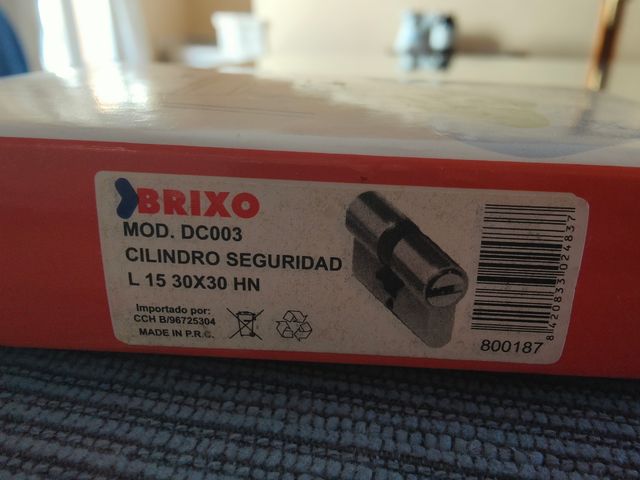 BRIXO
MOD. DC003
CILINDRO SEGURIDAD
L 15 30X30 HN
Importado por:
CCH B/96725304
MADE IN P.R.C.
8420833024837
800187